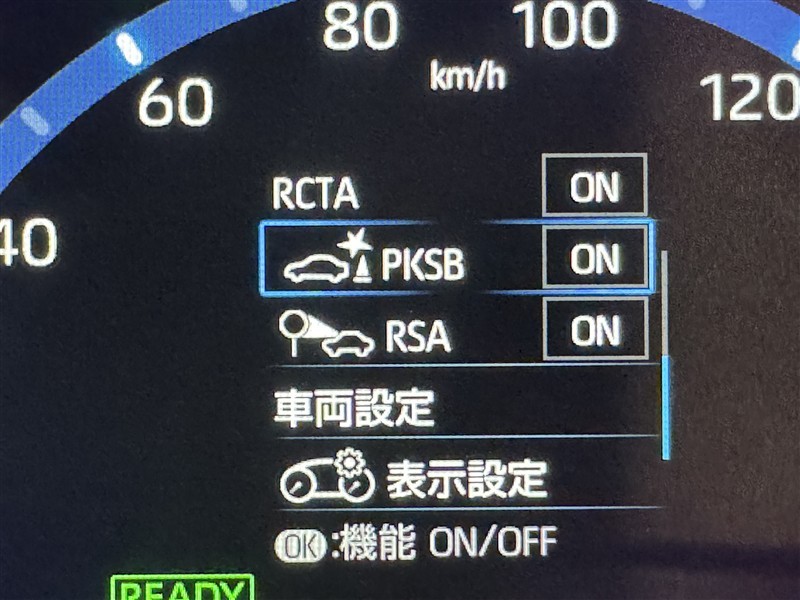 80
100
km/h
60
120
40
RCTA ON
PKSB ON
RSA ON
車両設定
表示設定
OK:機能 ON/OFF
READY